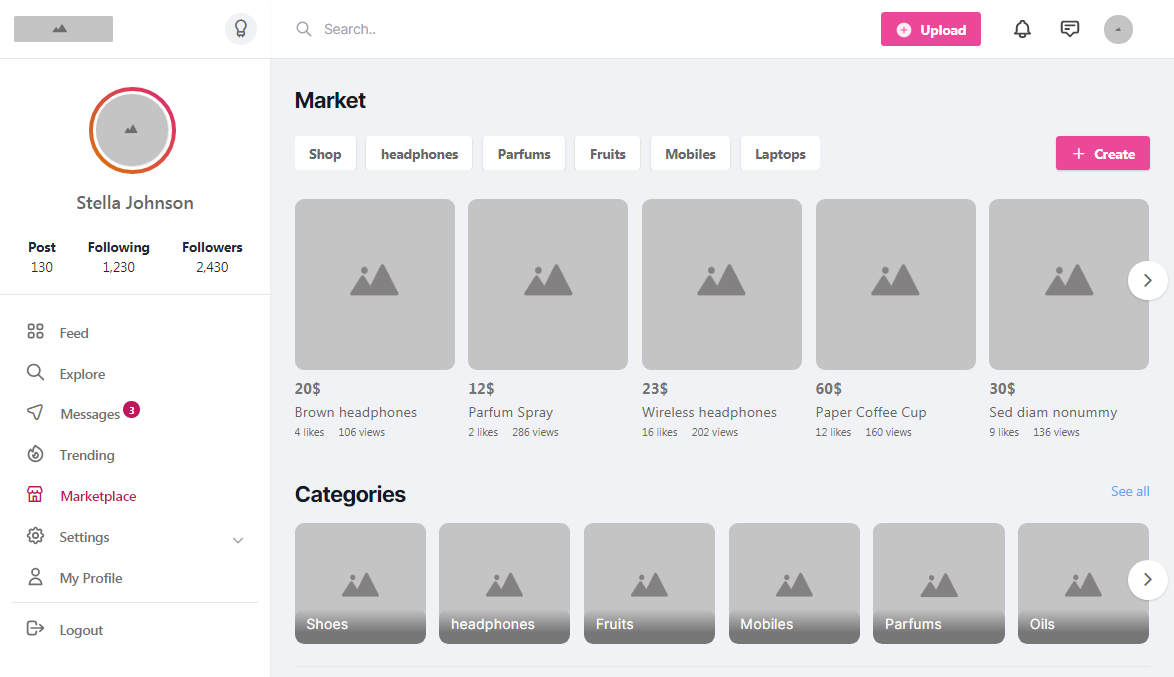 Search..
Upload
Stella Johnson
Post Following Followers
130 1,230 2,430
Feed
Explore
Messages 3
Trending
Marketplace
Settings
My Profile
Logout
Market
Shop headphones Parfums Fruits Mobiles Laptops
Create
20$ 12$ 23$ 60$ 30$
Brown headphones Parfum Spray Wireless headphones Paper Coffee Cup Sed diam nonummy
4 likes 106 views 2 likes 286 views 16 likes 202 views 12 likes 160 views 9 likes 136 views
Categories
See all
Shoes headphones Fruits Mobiles Parfums Oils